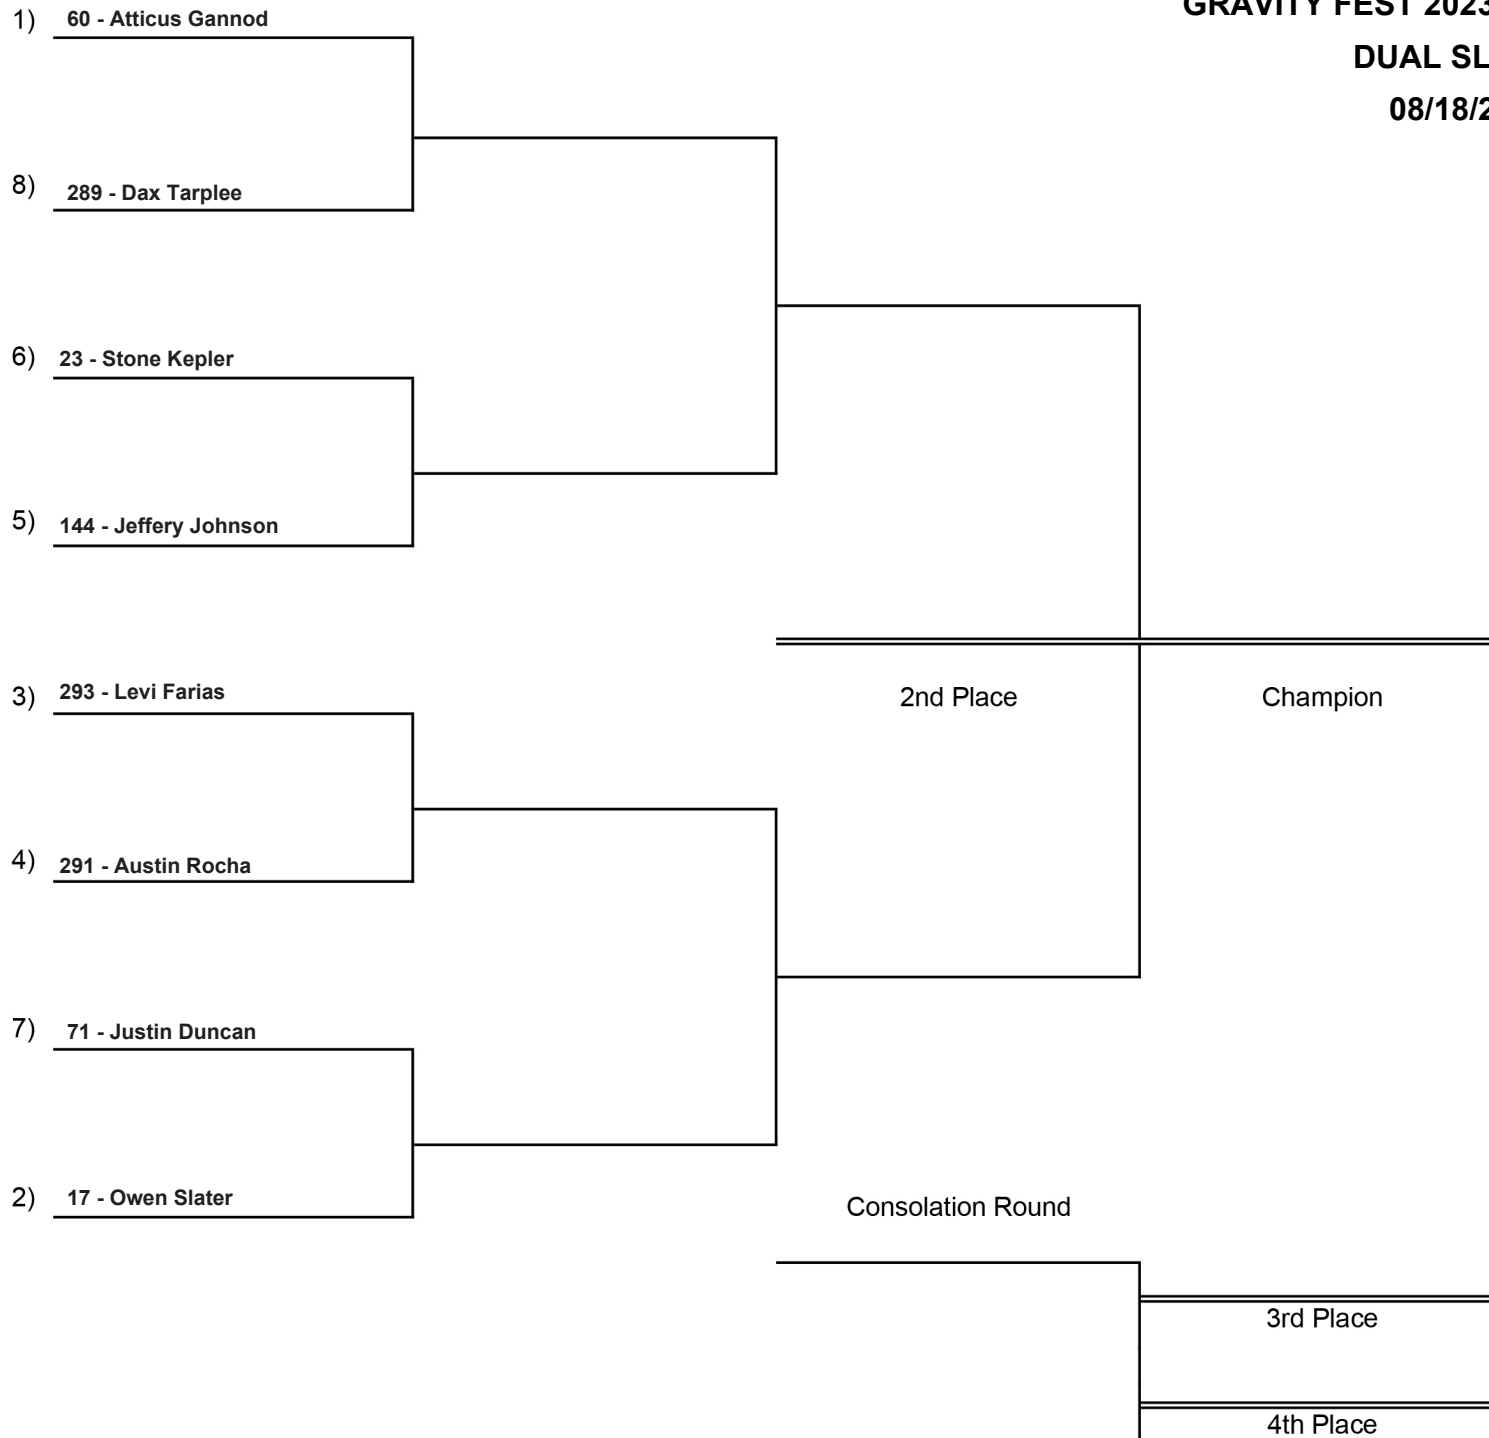 GRAVITY FEST 2023
DUAL SL
08/18/2
1) 60 - Atticus Gannod
8) 289 - Dax Tarplee
6) 23 - Stone Kepler
5) 144 - Jeffery Johnson
3) 293 - Levi Farias
2nd Place Champion
4) 291 - Austin Rocha
7) 71 - Justin Duncan
2) 17 - Owen Slater
Consolation Round
3rd Place
4th Place